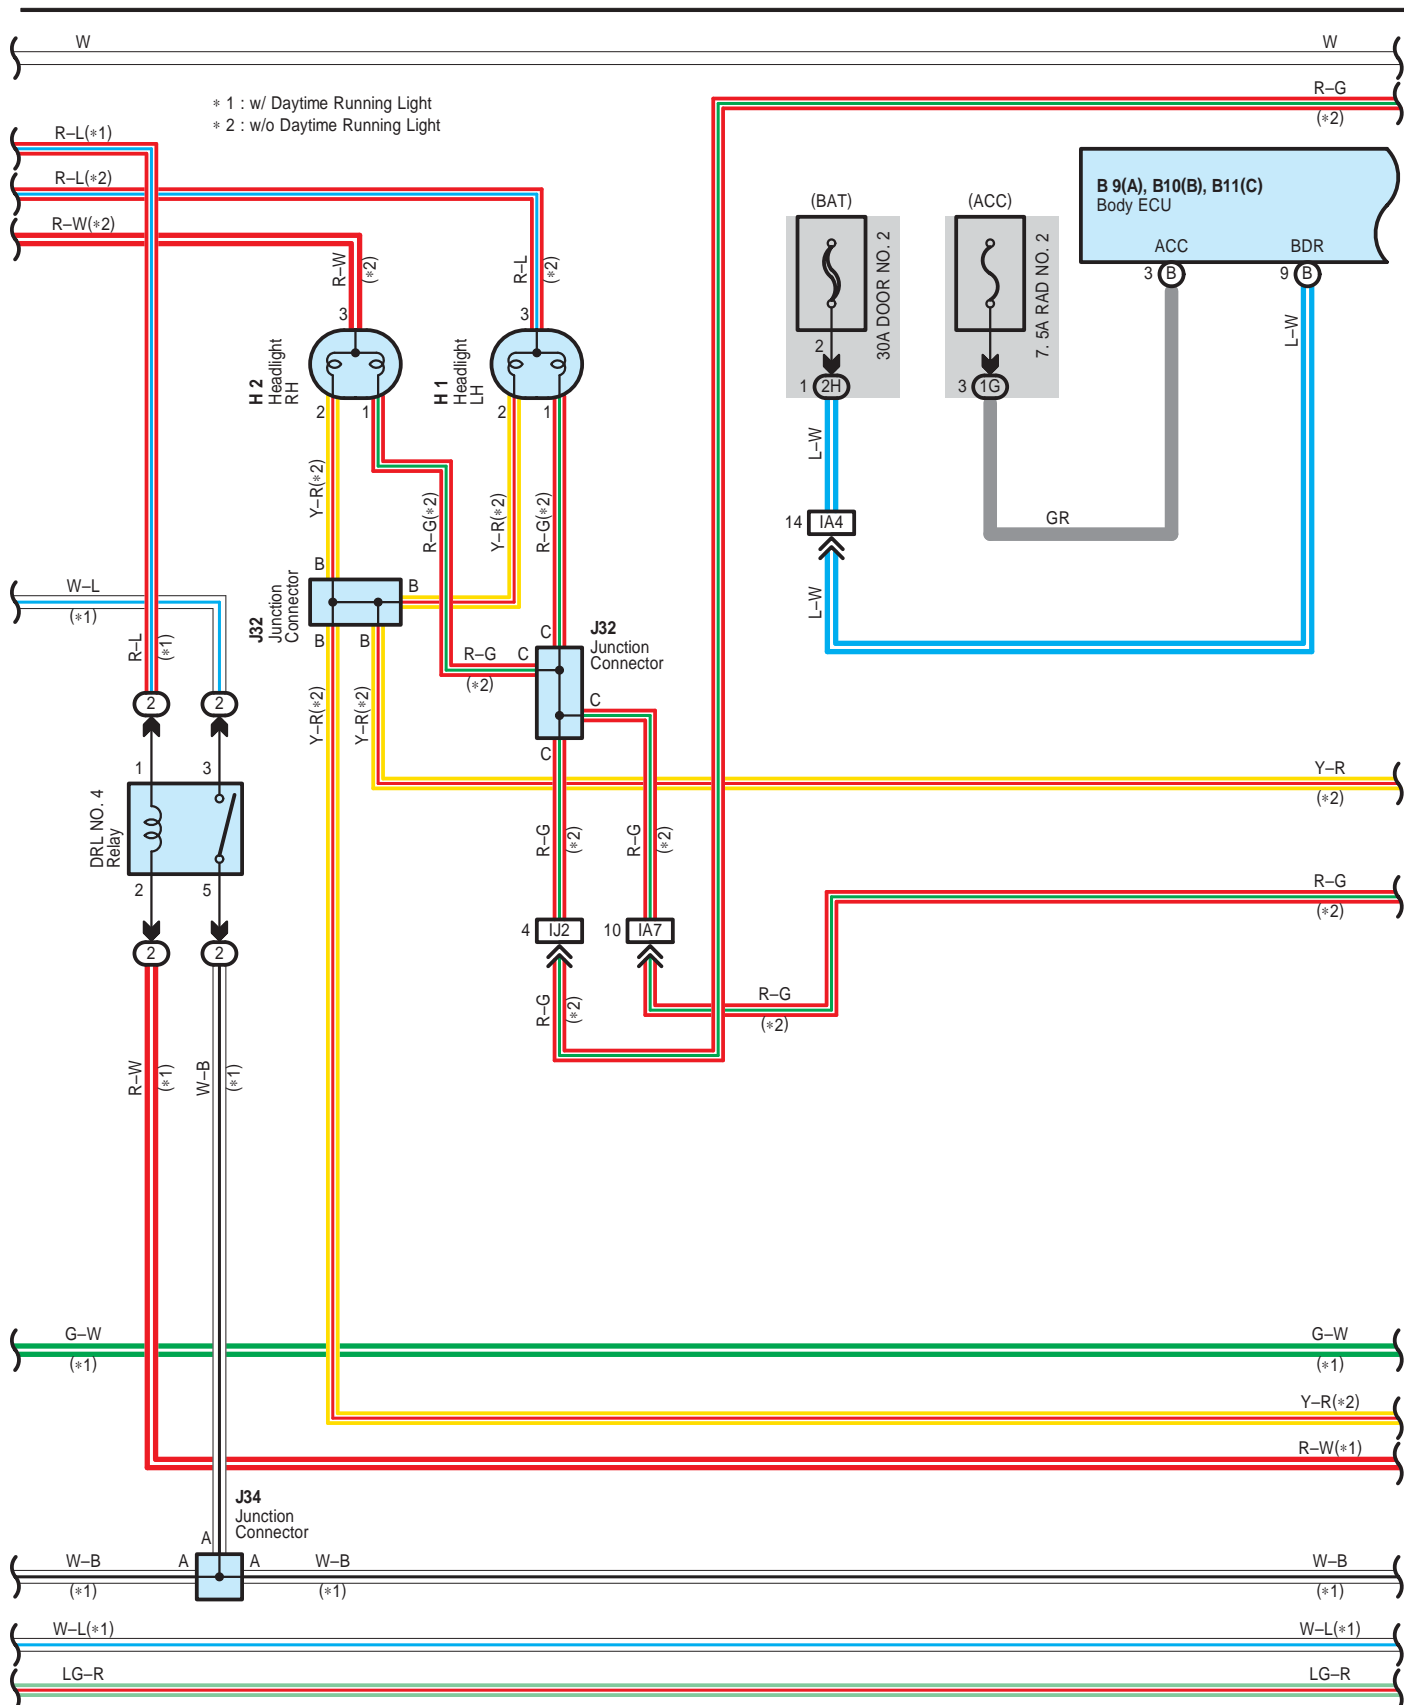 W
W
R–G
(∗2)
∗ 1 : w/ Daytime Running Light
∗ 2 : w/o Daytime Running Light
R–L(∗1)
R–L(∗2)
R–W(∗2)
B 9(A), B10(B), B11(C)
Body ECU
ACC
BDR
3
B
9
B
(BAT)
(ACC)
30A DOOR NO. 2
7. 5A RAD NO. 2
2
1
2H
3
1G
R–W
(∗2)
R–L
(∗2)
L–W
3
3
H 2
Headlight
RH
H 1
Headlight
LH
2
1
2
1
Y–R(∗2)
R–G(∗2)
Y–R(∗2)
R–G(∗2)
L–W
14
IA4
GR
L–W
W–L
(∗1)
R–L
(∗1)
B
B
J32
Junction
Connector
B
B
C
J32
Junction
Connector
C
R–G
(∗2)
C
C
2
2
Y–R(∗2)
Y–R(∗2)
1
3
DRL NO. 4
Relay
2
5
2
2
Y–R
(∗2)
R–G
(∗2)
R–G
(∗2)
R–G
(∗2)
4
IJ2
10
IA7
R–G
(∗2)
R–G
(∗2)
R–W
(∗1)
W–B
(∗1)
G–W
(∗1)
G–W
(∗1)
Y–R(∗2)
R–W(∗1)
J34
Junction
Connector
A
A
A
W–B
(∗1)
W–B
(∗1)
W–B
(∗1)
W–L(∗1)
W–L(∗1)
LG–R
LG–R